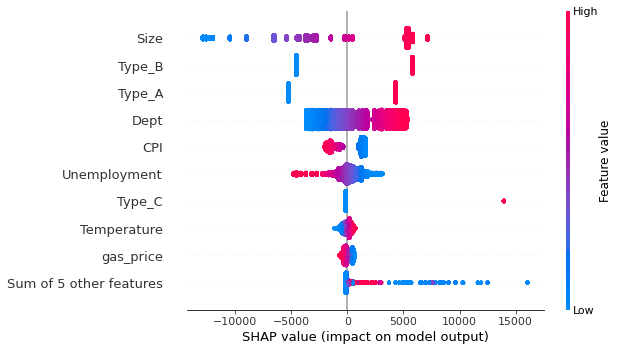 High
Size
Type_B
Type_A
Dept
CPI
Unemployment
Type_C
Temperature
gas_price
Sum of 5 other features
Low
Feature value
−10000 −5000 0 5000 10000 15000
SHAP value (impact on model output)